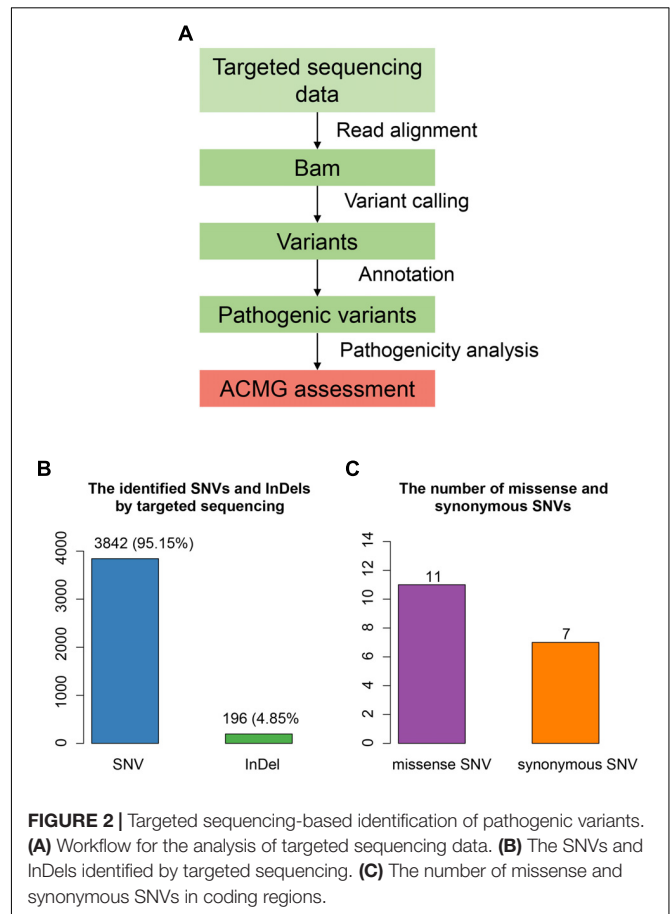 A
Targeted sequencing
data
Read alignment
Bam
Variant calling
Variants
Annotation
Pathogenic variants
Pathogenicity analysis
ACMG assessment
B
The identified SNVs and InDels
by targeted sequencing
4000
3000
2000
1000
0
3842 (95.15%)
196 (4.85%
SNV
InDel
C
The number of missense and
synonymous SNVs
14
12
10
8
6
4
2
0
11
7
missense SNV
synonymous SNV
FIGURE 2 | Targeted sequencing-based identification of pathogenic variants.
(A) Workflow for the analysis of targeted sequencing data. (B) The SNVs and
InDels identified by targeted sequencing. (C) The number of missense and
synonymous SNVs in coding regions.